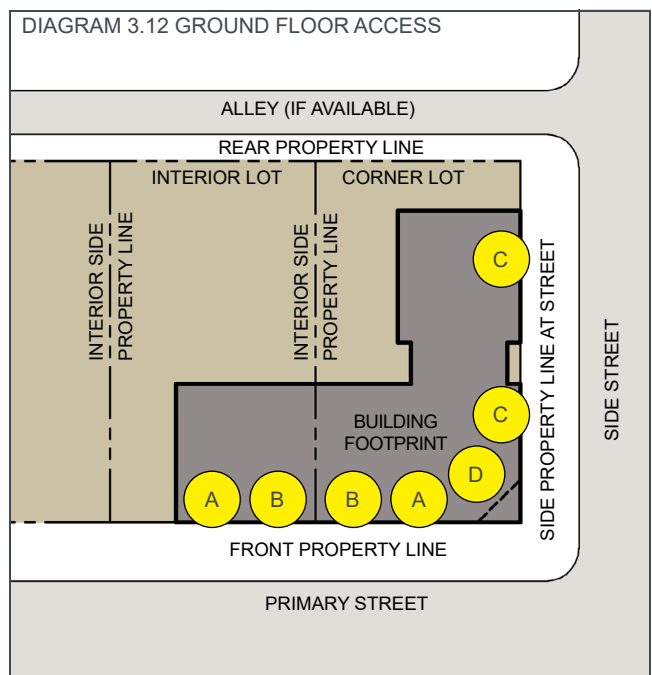 DIAGRAM 3.12 GROUND FLOOR ACCESS
ALLEY (IF AVAILABLE)
REAR PROPERTY LINE
INTERIOR LOT
CORNER LOT
INTERIOR SIDE
PROPERTY LINE
INTERIOR SIDE
PROPERTY LINE
C
SIDE PROPERTY LINE AT STREET
SIDE STREET
C
BUILDING
FOOTPRINT
D
A
B
B
A
FRONT PROPERTY LINE
PRIMARY STREET